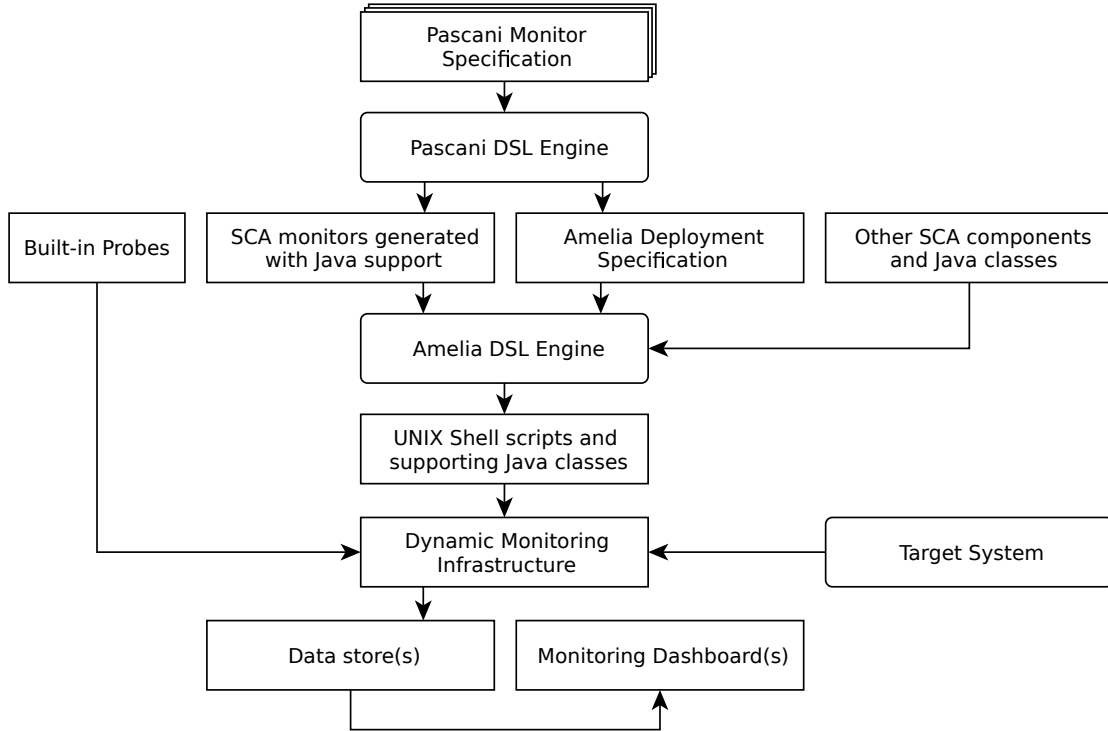 Pascani Monitor
Specification
Pascani DSL Engine
Built-in Probes
SCA monitors generated
with Java support
Amelia Deployment
Specification
Other SCA components
and Java classes
Amelia DSL Engine
UNIX Shell scripts and
supporting Java classes
Dynamic Monitoring
Infrastructure
Target System
Data store(s)
Monitoring Dashboard(s)